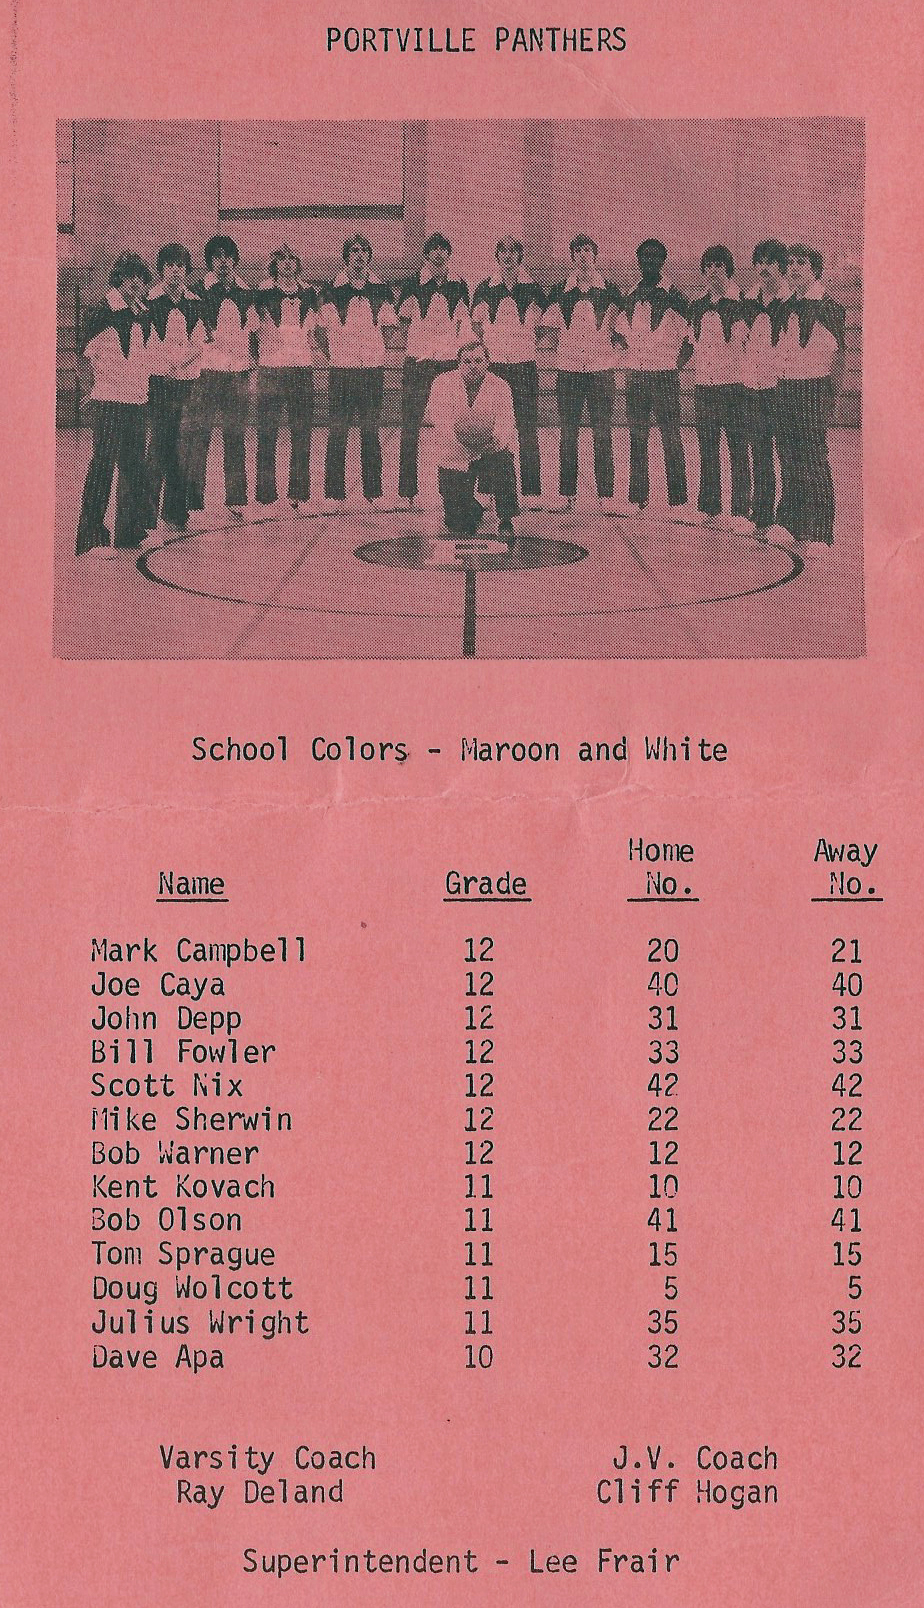 PORTVILLE PANTHERS
School Colors - Maroon and White
Home Away
Name Grade No. No.
Mark Campbell 12 20 21
Joe Caya 12 40 40
John Depp 12 31 31
Bill Fowler 12 33 33
Scott Nix 12 42 42
Mike Sherwin 12 22 22
Bob Warner 12 12 12
Kent Kovach 11 10 10
Bob Olson 11 41 41
Tom Sprague 11 15 15
Doug Wolcott 11 5 5
Julius Wright 11 35 35
Dave Apa 10 32 32
Varsity Coach J.V. Coach
Ray Deland Cliff Hogan
Superintendent - Lee Frair